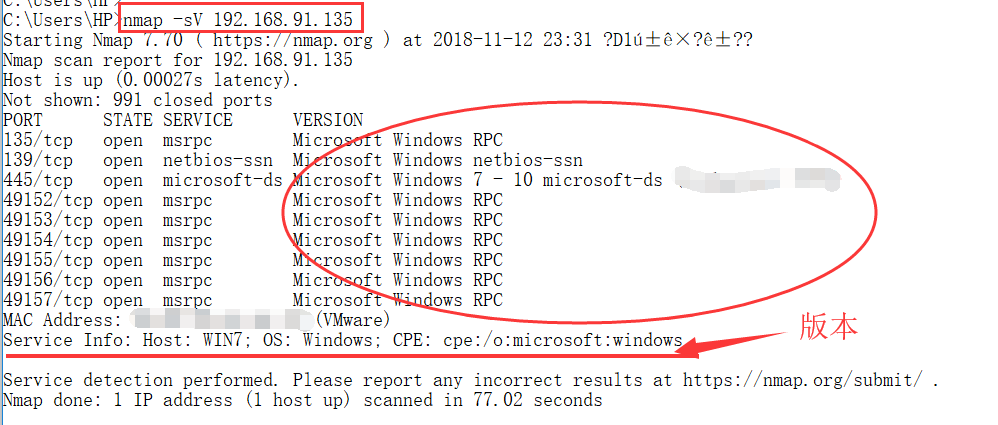 C:\Users\HP>
C:\Users\HP>nmap -sV 192.168.91.135
Starting Nmap 7.70 ( https://nmap.org ) at 2018-11-12 23:31 ?D1ú±ê×?ê±??
Nmap scan report for 192.168.91.135
Host is up (0.00027s latency).
Not shown: 991 closed ports
PORT STATE SERVICE VERSION
135/tcp open msrpc Microsoft Windows RPC
139/tcp open netbios-ssn Microsoft Windows netbios-ssn
445/tcp open microsoft-ds Microsoft Windows 7 - 10 microsoft-ds
49152/tcp open msrpc Microsoft Windows RPC
49153/tcp open msrpc Microsoft Windows RPC
49154/tcp open msrpc Microsoft Windows RPC
49155/tcp open msrpc Microsoft Windows RPC
49156/tcp open msrpc Microsoft Windows RPC
49157/tcp open msrpc Microsoft Windows RPC
MAC Address: (VMware)
版本
Service Info: Host: WIN7; OS: Windows; CPE: cpe:/o:microsoft:windows
Service detection performed. Please report any incorrect results at https://nmap.org/submit/ .
Nmap done: 1 IP address (1 host up) scanned in 77.02 seconds